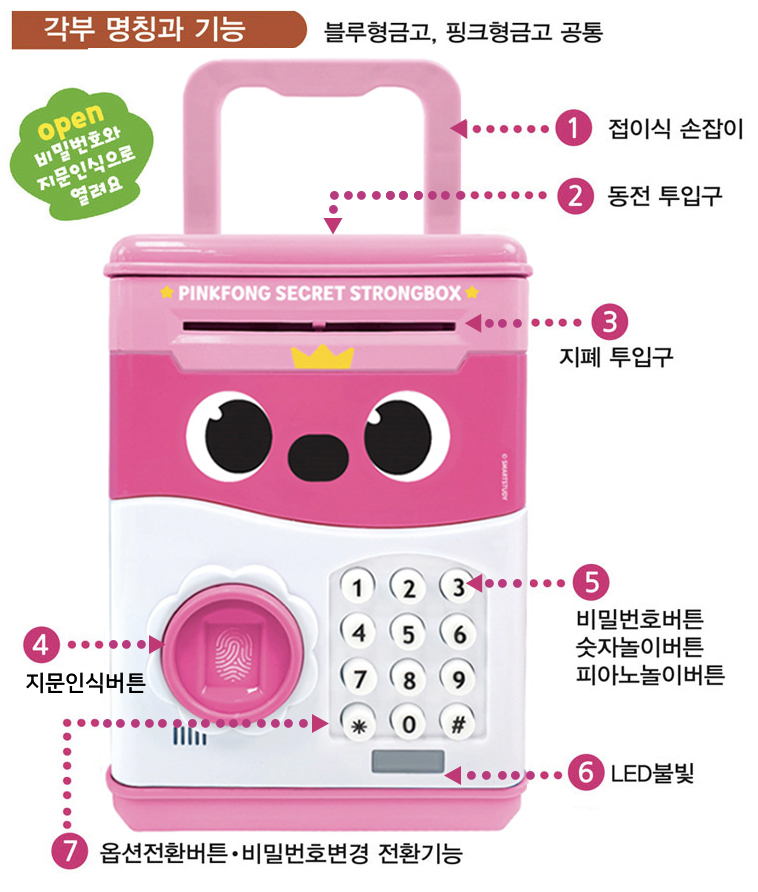 각부 명칭과 기능
블루형금고, 핑크형금고 공통
open
비밀번호와
지문인식으로
열려요
1 접이식 손잡이
2 동전 투입구
PINKFONG SECRET STRONGBOX
3
지폐 투입구
© SMARTSTUDY
1 2 3
5
비밀번호버튼
숫자놀이버튼
피아노놀이버튼
4 5 6
4
지문인식버튼
7 8 9
* 0 #
6 LED불빛
7 옵션전환버튼•비밀번호변경 전환기능